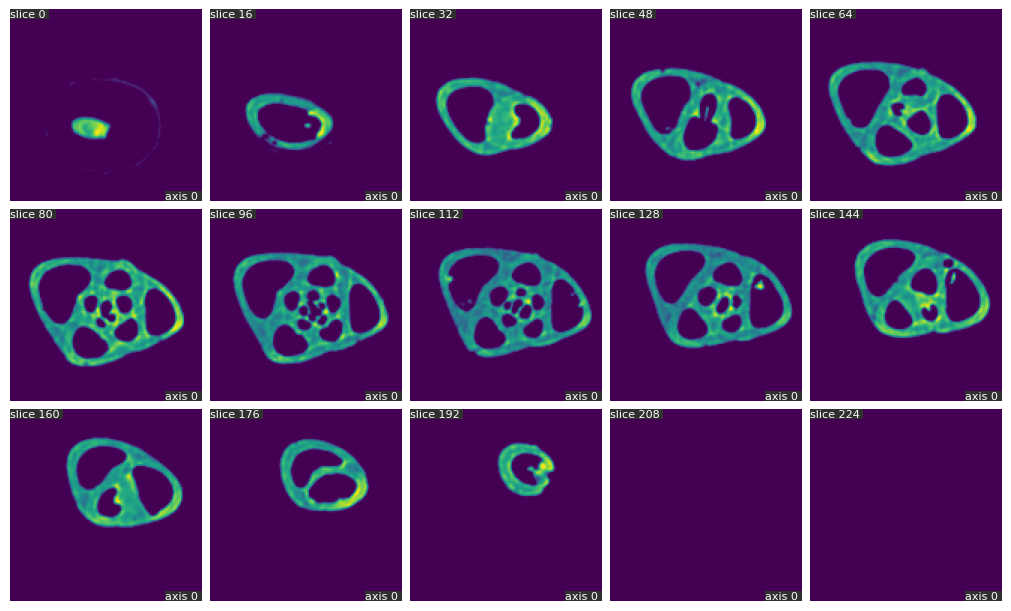 slice 0
axis 0
slice 16
axis 0
slice 32
axis 0
slice 48
axis 0
slice 64
axis 0
slice 80
axis 0
slice 96
axis 0
slice 112
axis 0
slice 128
axis 0
slice 144
axis 0
slice 160
axis 0
slice 176
axis 0
slice 192
axis 0
slice 208
axis 0
slice 224
axis 0